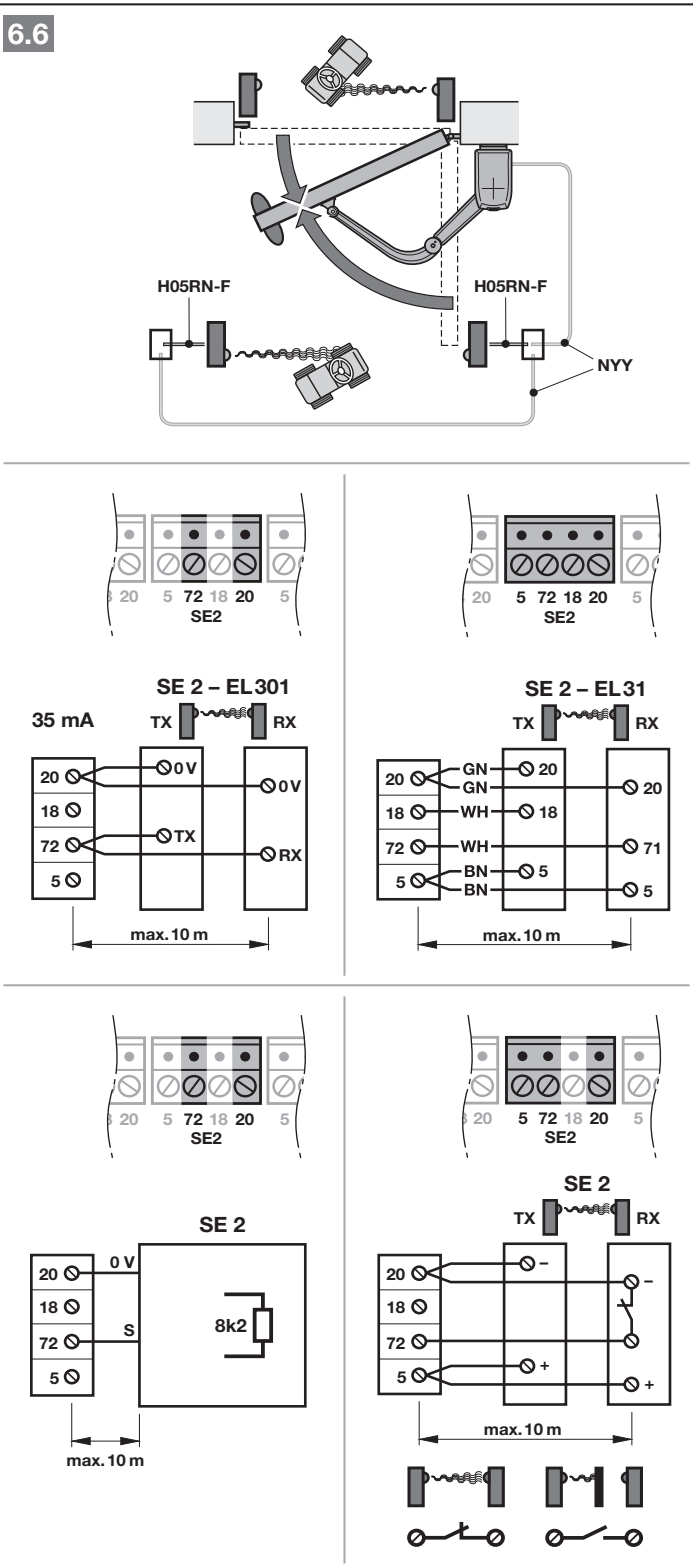 6.6
H05RN-F
H05RN-F
NYY
20 5 72 18 20 5
SE2
SE 2 – EL301
35 mA
TX RX
20
18
72
5
0V
TX
0V
RX
max. 10 m
20 5 72 18 20 5
SE2
SE 2 – EL31
TX RX
20
18
72
5
GN
GN
WH
WH
BN
BN
20
18
5
20
71
5
max. 10 m
20 5 72 18 20 5
SE2
SE 2
20
18
72
5
0 V
S
8k2
max. 10 m
20 5 72 18 20 5
SE2
SE 2
TX RX
20
18
72
5
–
+
–
+
max. 10 m